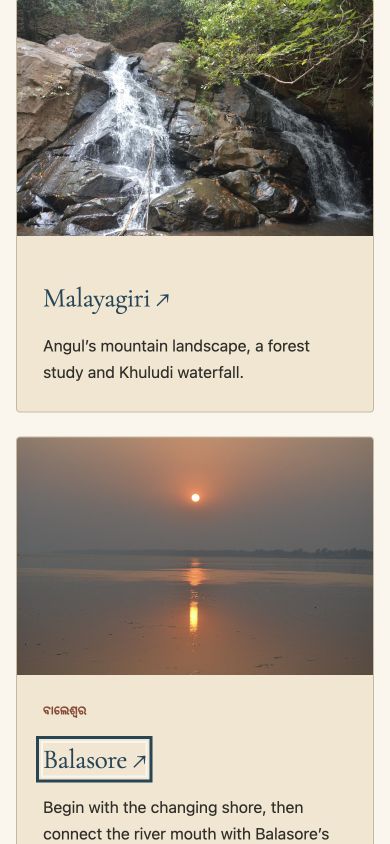 Malayagiri ↗
Angul’s mountain landscape, a forest
study and Khuludi waterfall.
ବାଲେଶ୍ୱର
Balasore ↗
Begin with the changing shore, then
connect the river mouth with Balasore’s